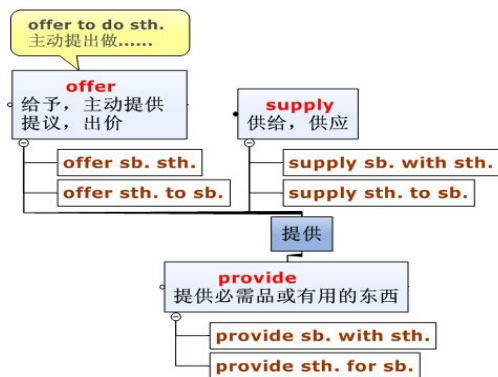 offer to do sth.
主动提出做......
offer
给予，主动提供
提议，出价
offer sb. sth.
offer sth. to sb.
supply
供给，供应
supply sb. with sth.
supply sth. to sb.
提供
provide
提供必需品或有用的东西
provide sb. with sth.
provide sth. for sb.